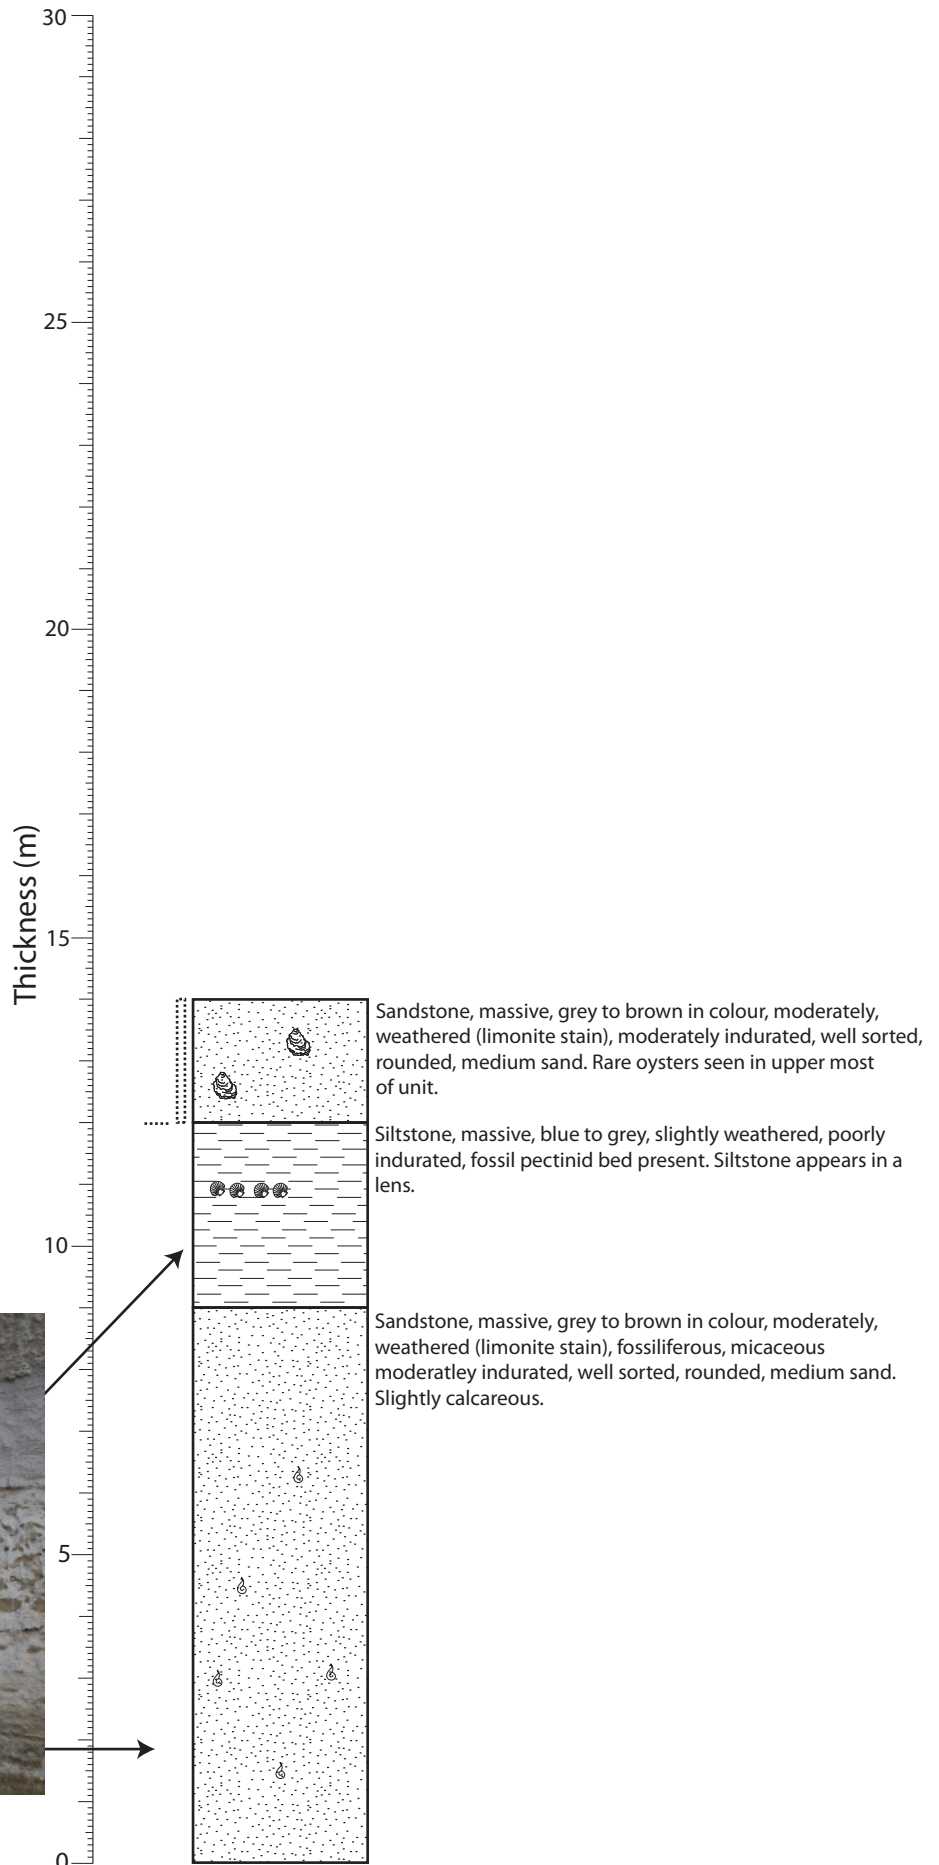 30
25
20
Thickness (m)
15
Sandstone, massive, grey to brown in colour, moderately,
weathered (limonite stain), moderately indurated, well sorted,
rounded, medium sand. Rare oysters seen in upper most
of unit.
Siltstone, massive, blue to grey, slightly weathered, poorly
indurated, fossil pectinid bed present. Siltstone appears in a
lens.
10
Sandstone, massive, grey to brown in colour, moderately,
weathered (limonite stain), fossiliferous, micaceous
moderatley indurated, well sorted, rounded, medium sand.
Slightly calcareous.
5
0